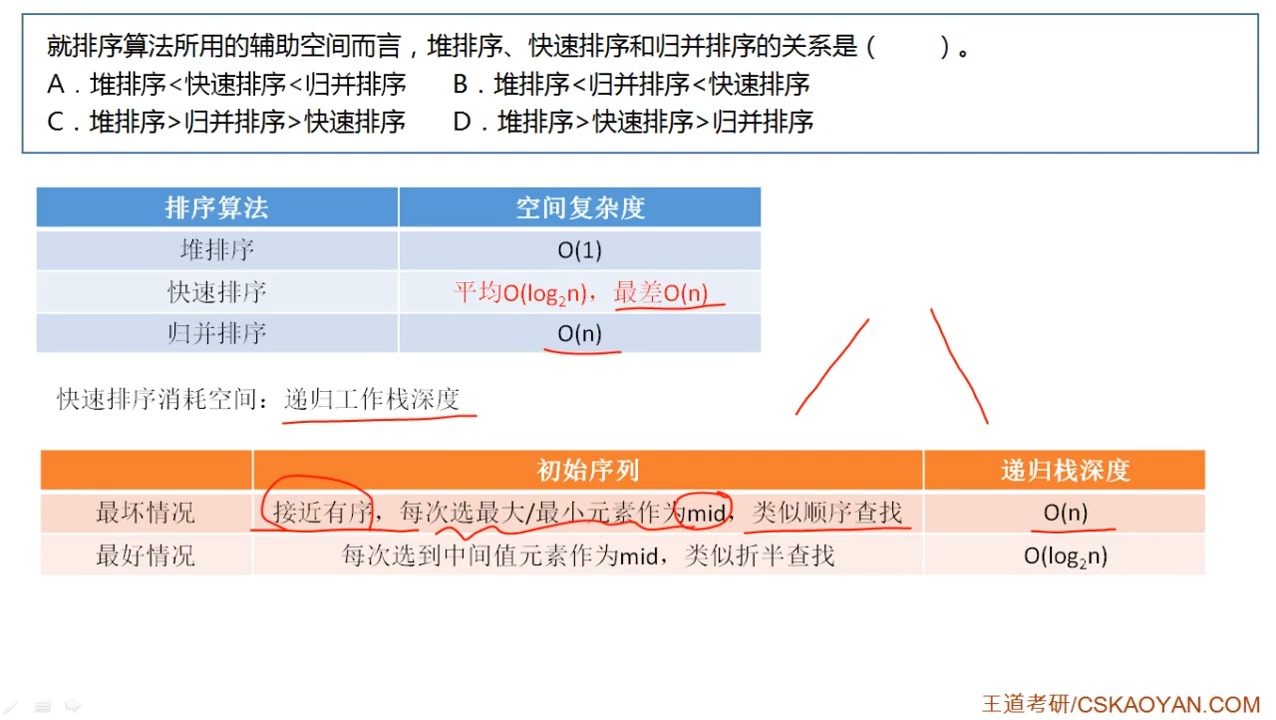 就排序算法所用的辅助空间而言，堆排序、快速排序和归并排序的关系是（　　）。
A．堆排序<快速排序<归并排序　　B．堆排序<归并排序<快速排序
C．堆排序>归并排序>快速排序　　D．堆排序>快速排序>归并排序
排序算法　空间复杂度
堆排序　O(1)
快速排序　平均O(log₂n)，最差O(n)
归并排序　O(n)
快速排序消耗空间：递归工作栈深度
初始序列　递归栈深度
最坏情况　接近有序，每次选最大/最小元素作为mid，类似顺序查找　O(n)
最好情况　每次选到中间值元素作为mid，类似折半查找　O(log₂n)
王道考研/CSKAOYAN.COM